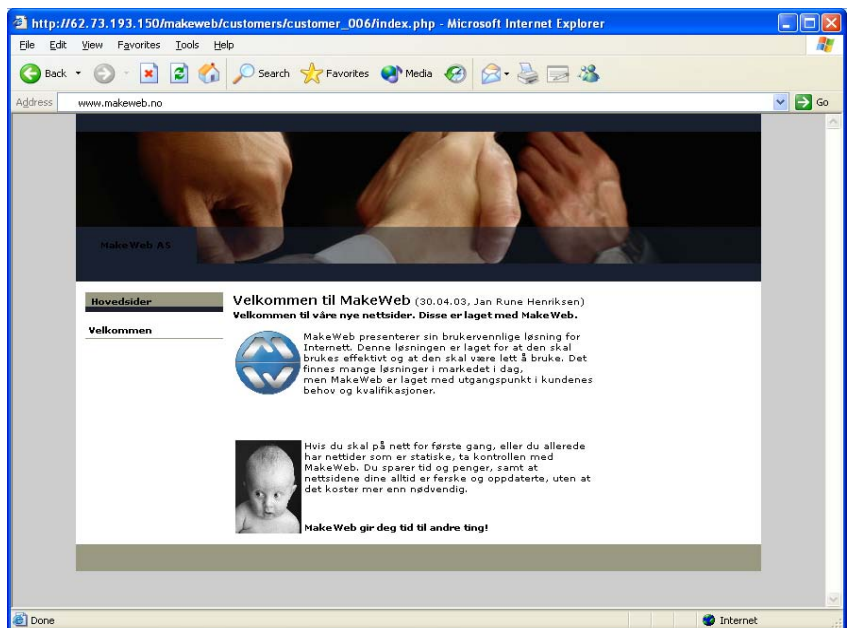 http://62.73.193.150/makeweb/customers/customer_006/index.php - Microsoft Internet Explorer
File Edit View Favorites Tools Help
Back Search Favorites Media
Address www.makeweb.no Go
MakeWeb AS
Hovedsider
Velkommen
Velkommen til MakeWeb (30.04.03, Jan Rune Henriksen)
Velkommen til våre nye nettsider. Disse er laget med MakeWeb.
MakeWeb presenterer sin brukervennlige løsning for
Internett. Denne løsningen er laget for at den skal
brukes effektivt og at den skal være lett å bruke. Det
finnes mange løsninger i markedet i dag,
men MakeWeb er laget med utgangspunkt i kundenes
behov og kvalifikasjoner.
Hvis du skal på nett for første gang, eller du allerede
har nettider som er statiske, ta kontrollen med
MakeWeb. Du sparer tid og penger, samt at
nettsidene dine alltid er ferske og oppdaterte, uten at
det koster mer enn nødvendig.
MakeWeb gir deg tid til andre ting!
Done Internet